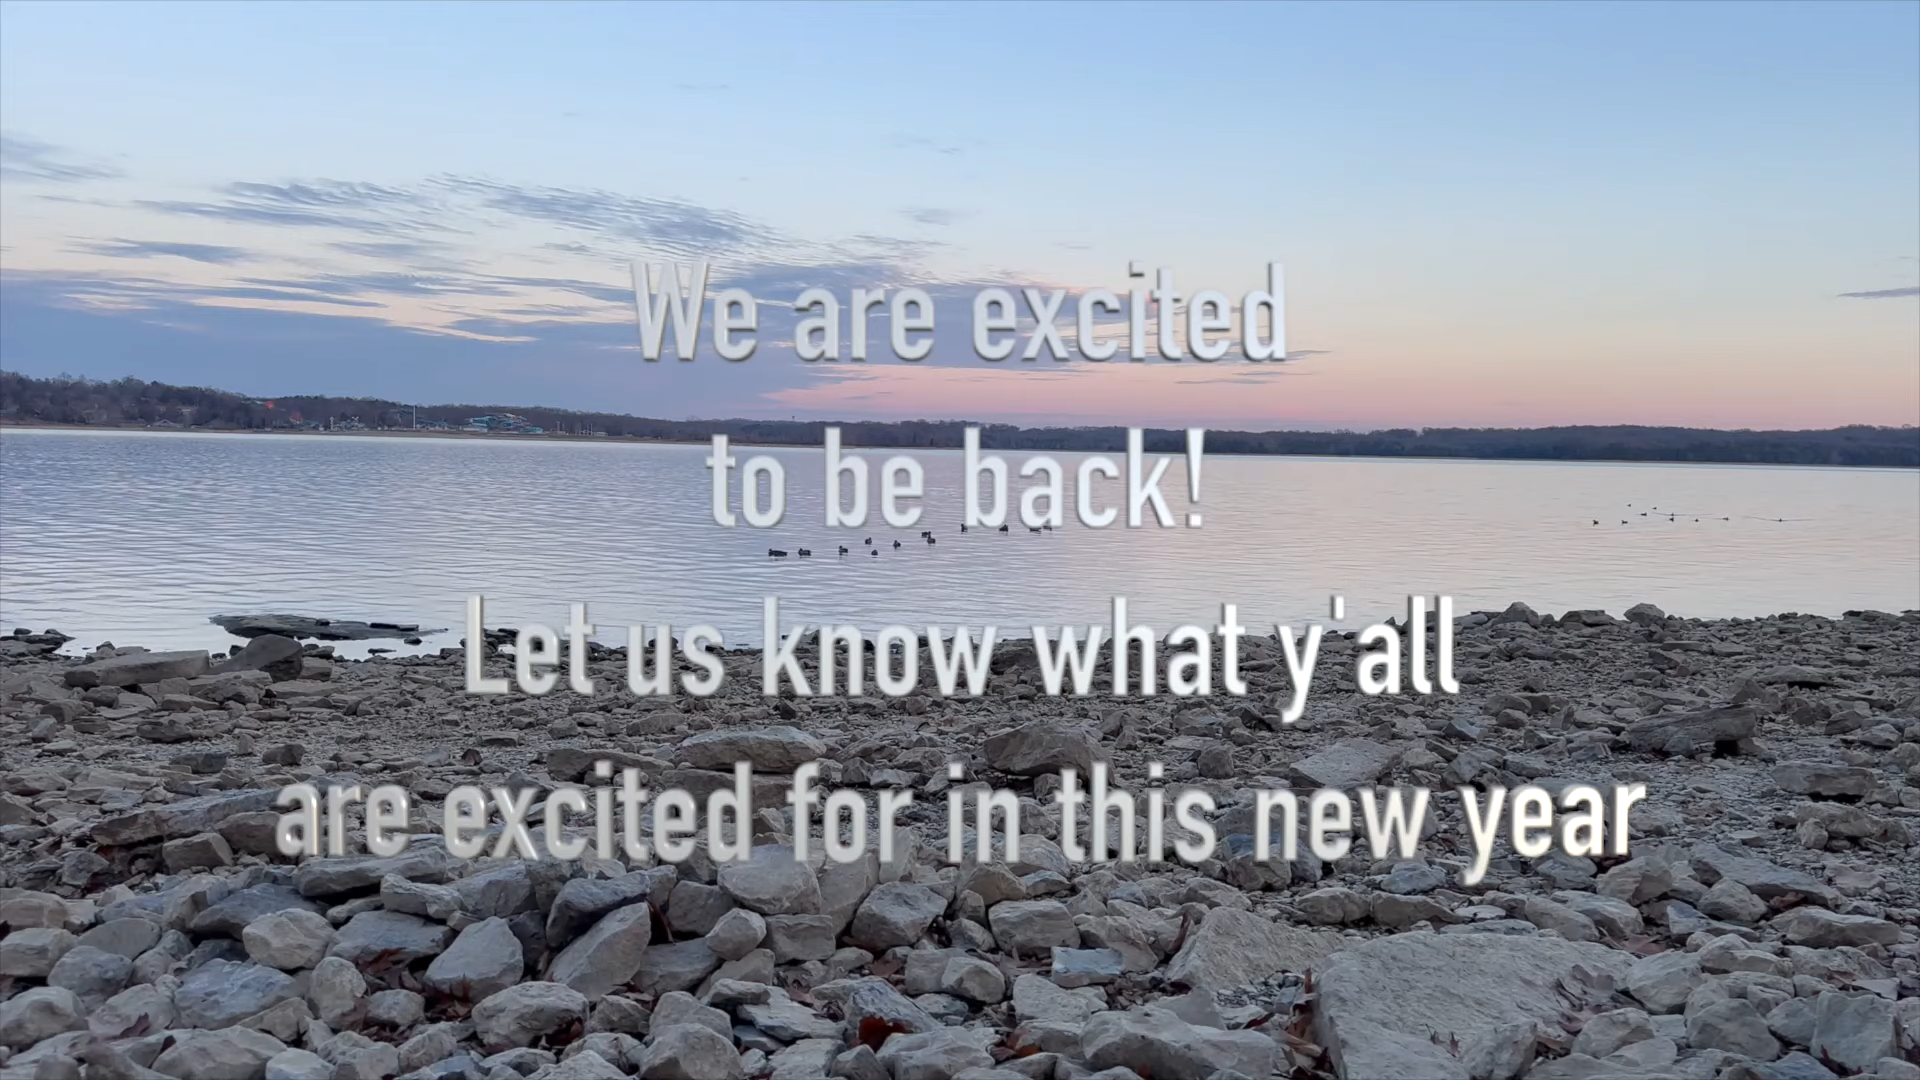 We are excited
to be back!
Let us know what y'all
are excited for in this new year